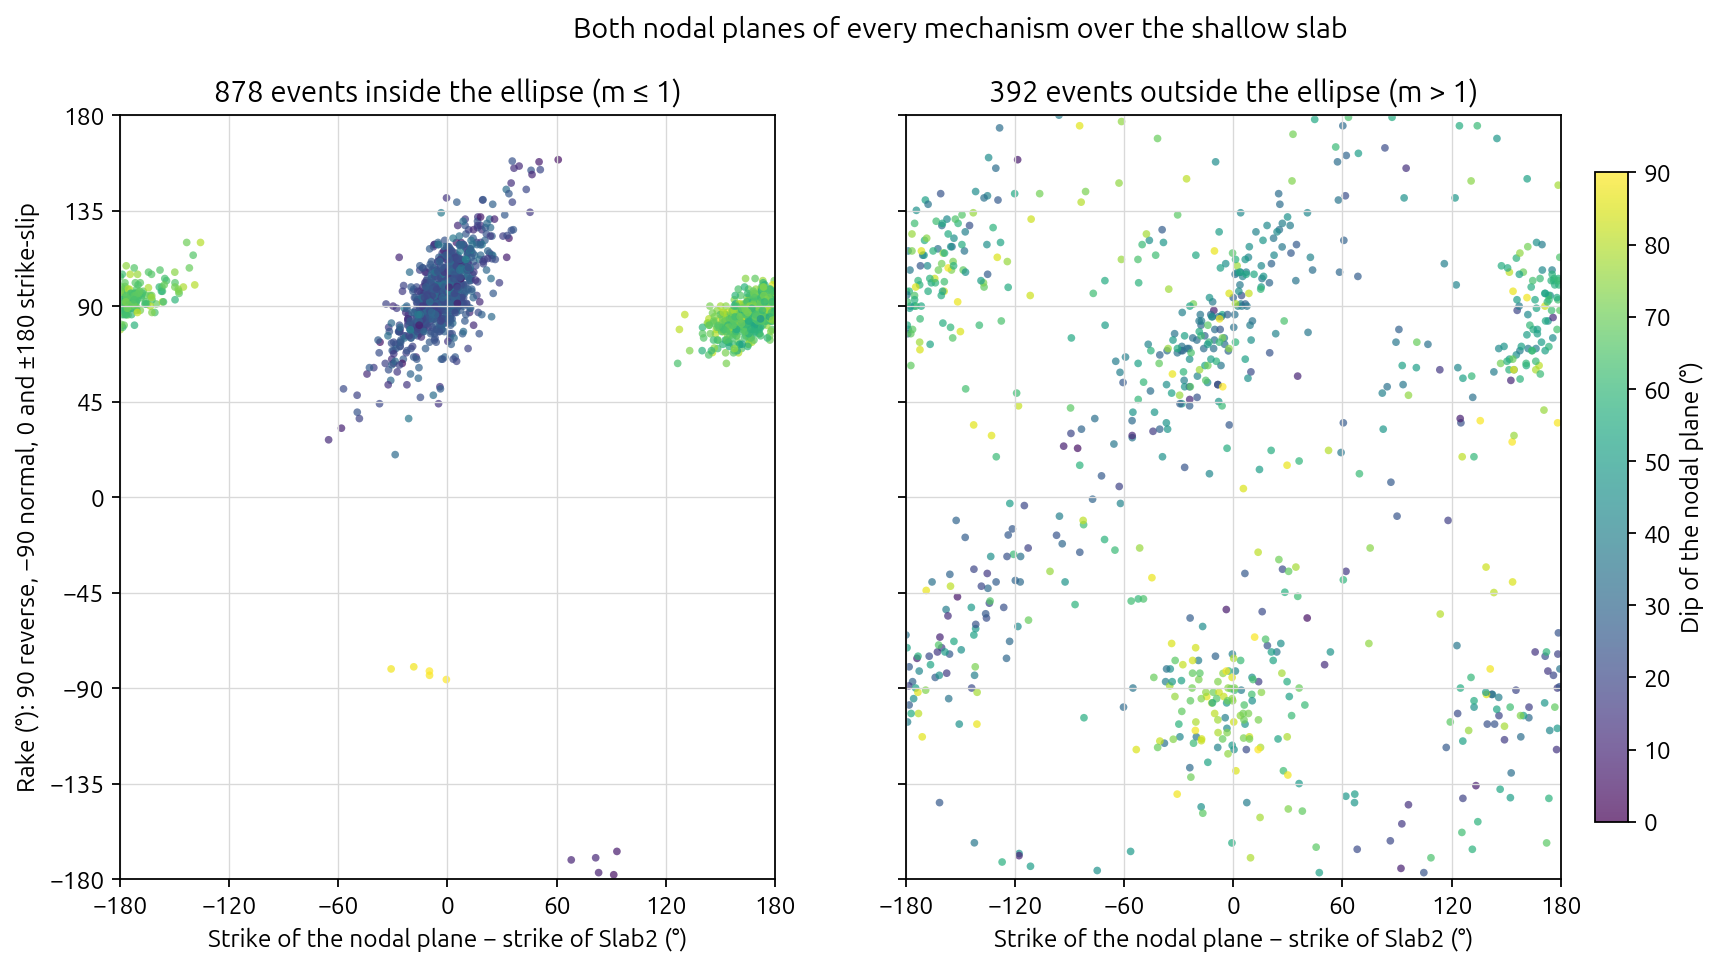 Both nodal planes of every mechanism over the shallow slab
878 events inside the ellipse (m ≤ 1)
392 events outside the ellipse (m > 1)
Rake (°): 90 reverse, −90 normal, 0 and ±180 strike-slip
180
135
90
45
0
−45
−90
−135
−180
−180 −120 −60 0 60 120 180
Strike of the nodal plane − strike of Slab2 (°)
−180 −120 −60 0 60 120 180
Strike of the nodal plane − strike of Slab2 (°)
90
80
70
60
50
40
30
20
10
0
Dip of the nodal plane (°)